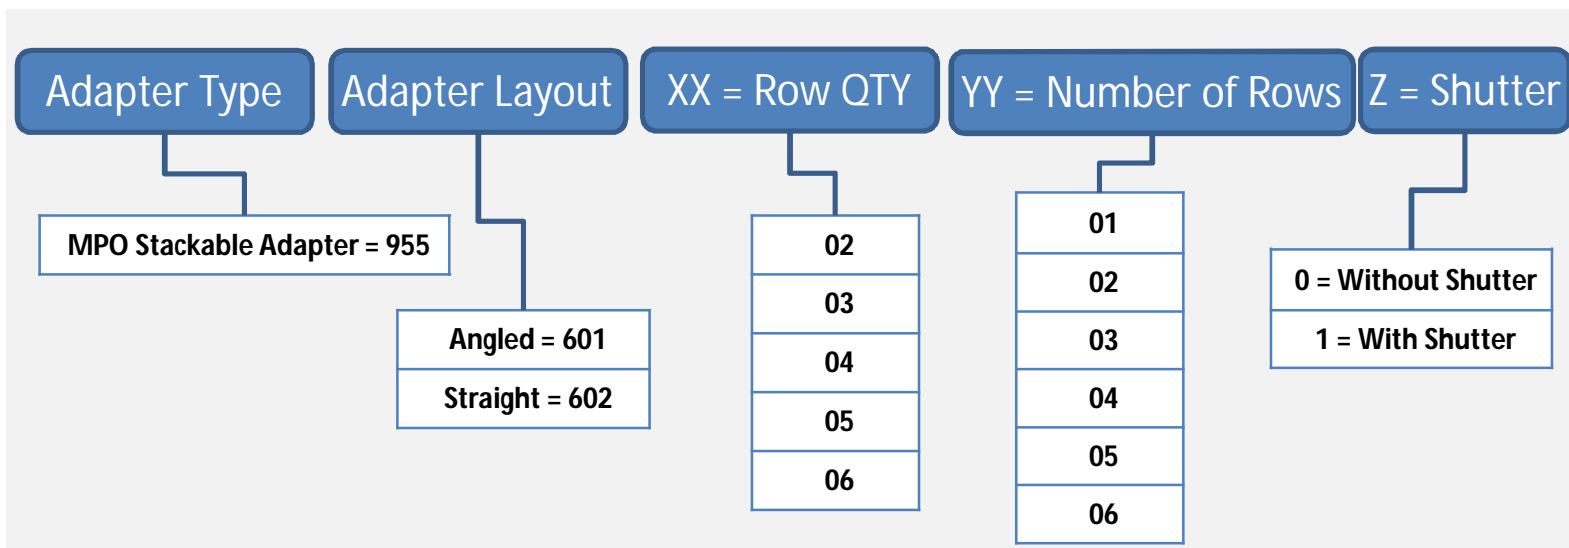 Adapter Type
Adapter Layout
XX = Row QTY
YY = Number of Rows
Z = Shutter
MPO Stackable Adapter = 955
Angled = 601
Straight = 602
02
03
04
05
06
01
02
03
04
05
06
0 = Without Shutter
1 = With Shutter